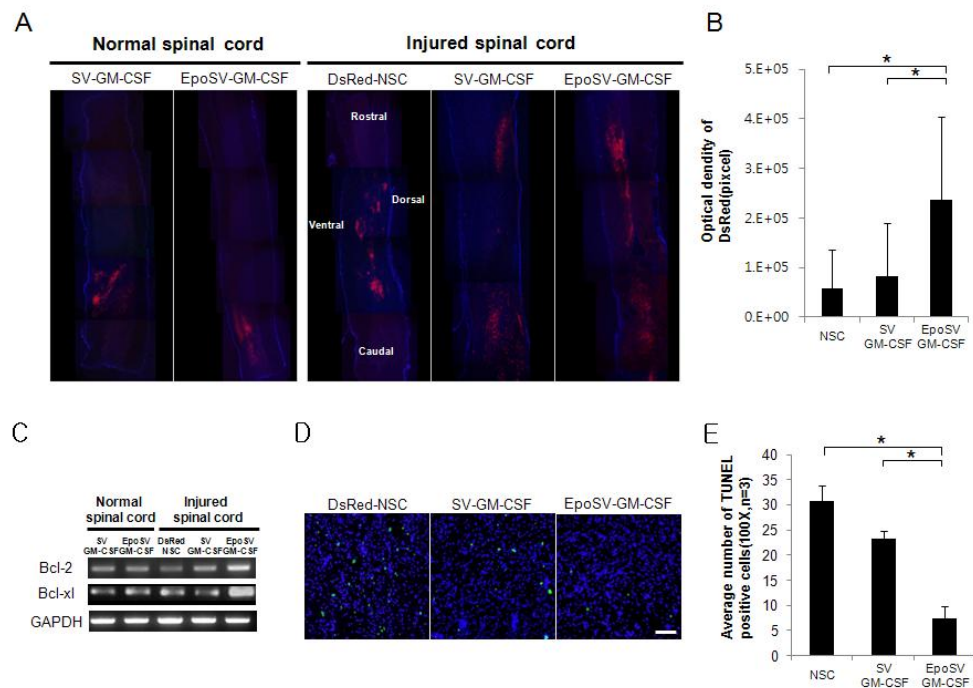 A
Normal spinal cord
Injured spinal cord
SV-GM-CSF
EpoSV-GM-CSF
DsRed-NSC
SV-GM-CSF
EpoSV-GM-CSF
Rostral
Dorsal
Ventral
Caudal
B
Optical dendity of
DsRed(pixcel)
5.E+05
4.E+05
3.E+05
2.E+05
1.E+05
0.E+00
*
*
NSC
SV
GM-CSF
EpoSV
GM-CSF
C
Normal
spinal cord
Injured
spinal cord
SV
GM-CSF
EpoSV
GM-CSF
DsRed
NSC
SV
GM-CSF
EpoSV
GM-CSF
Bcl-2
Bcl-xl
GAPDH
D
DsRed-NSC
SV-GM-CSF
EpoSV-GM-CSF
E
Average number of TUNEL
positive cells(100X,n=3)
40
35
30
25
20
15
10
5
0
*
*
NSC
SV
GM-CSF
EpoSV
GM-CSF